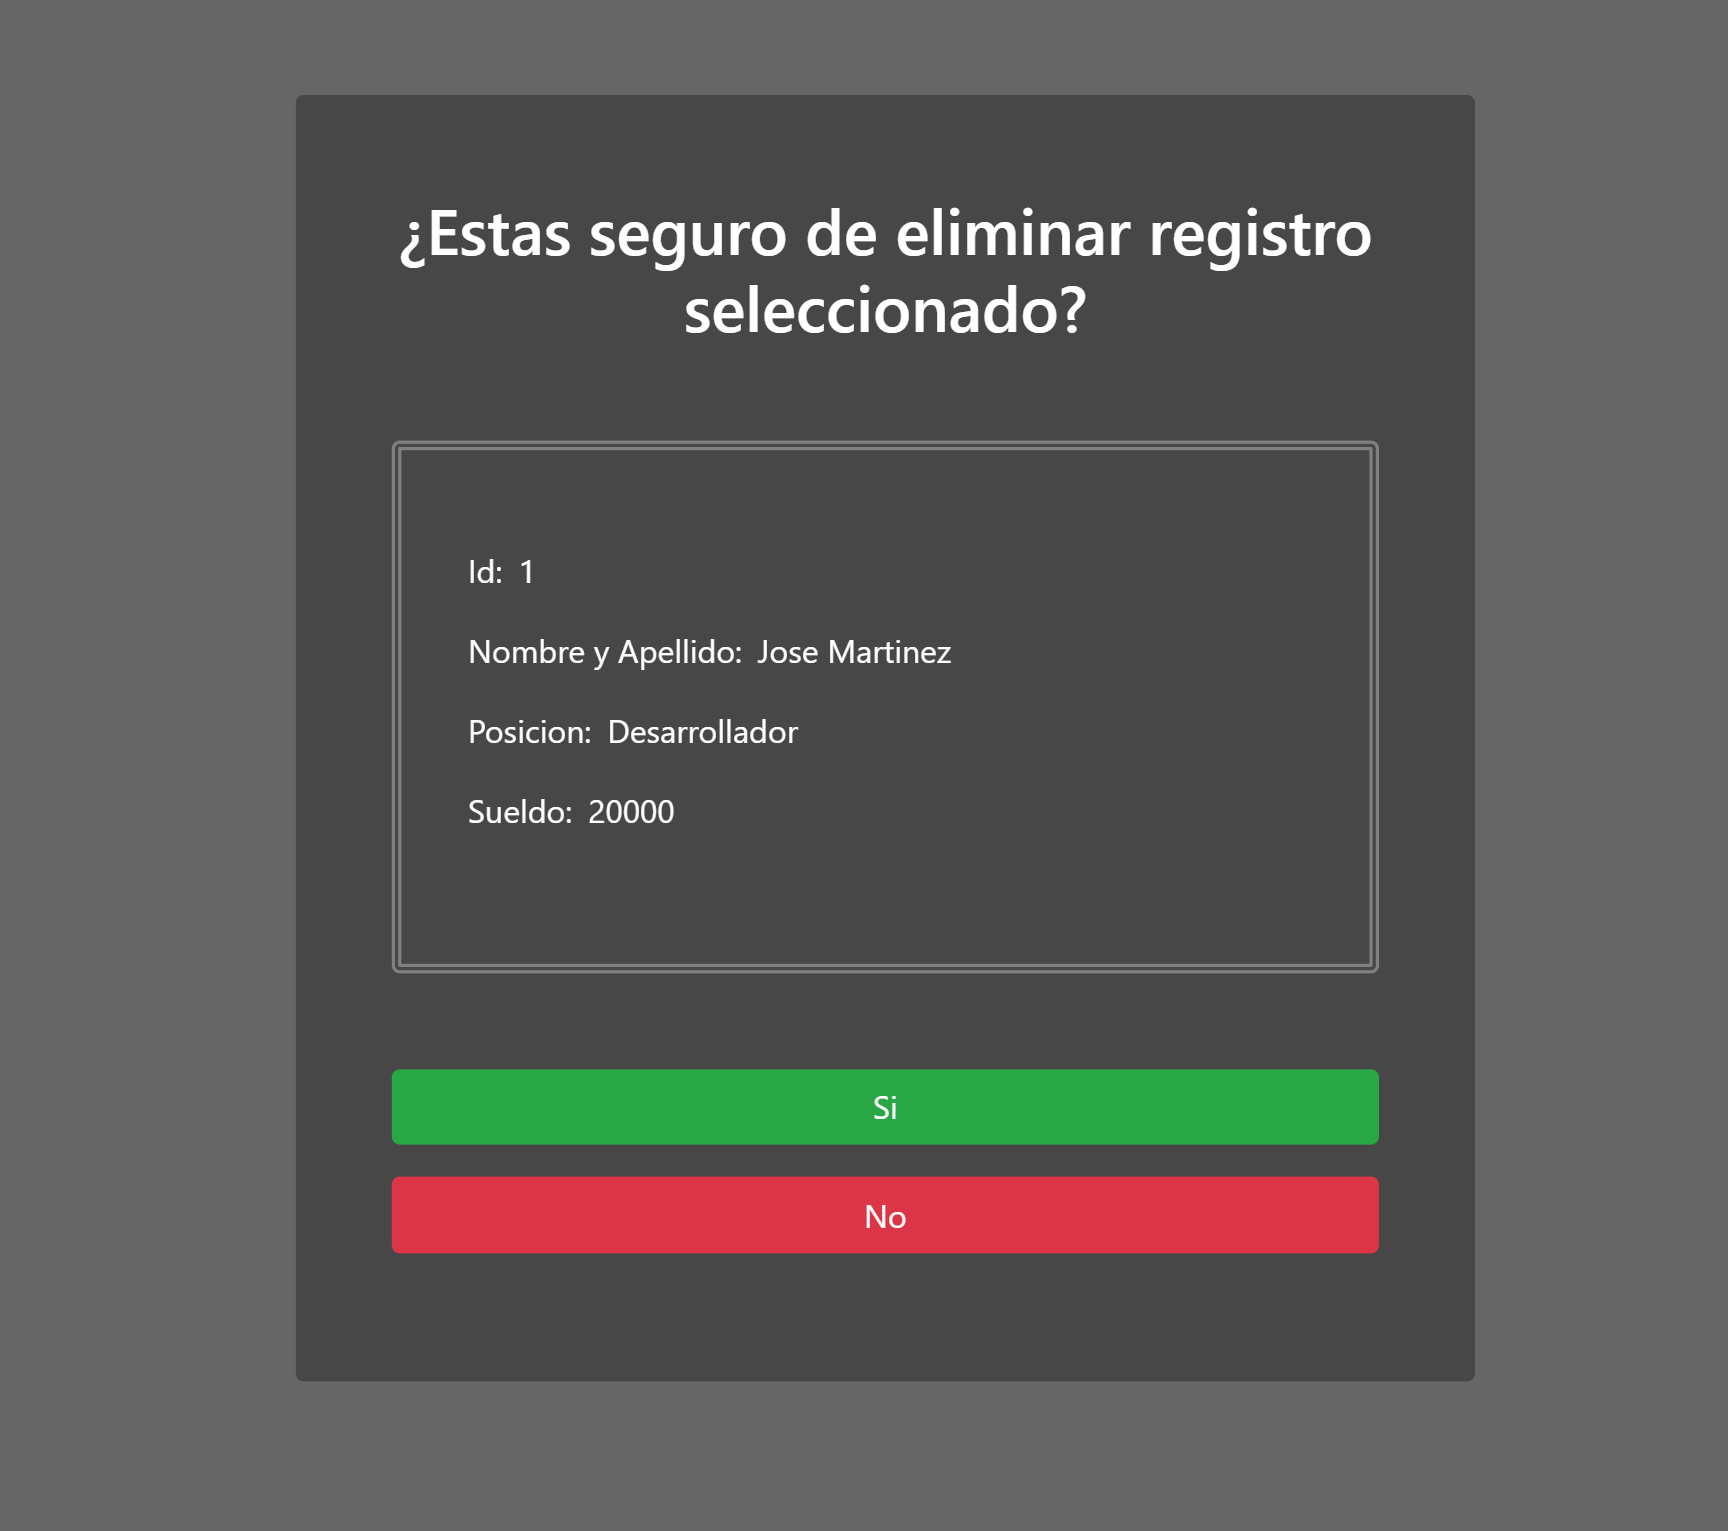 ¿Estas seguro de eliminar registro
seleccionado?
Id: 1
Nombre y Apellido: Jose Martinez
Posicion: Desarrollador
Sueldo: 20000
Si
No